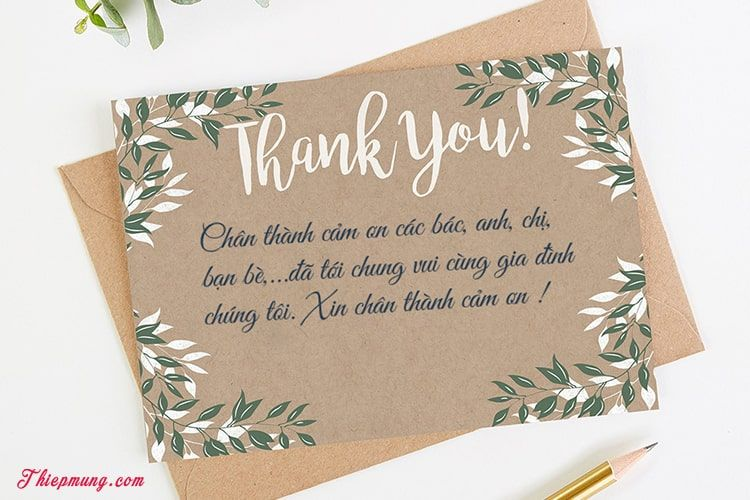 Thank You!
Chân thành cảm ơn các bác, anh, chị,
bạn bè,...đã tới chung vui cùng gia đình
chúng tôi. Xin chân thành cảm ơn !
Thiepmung.com